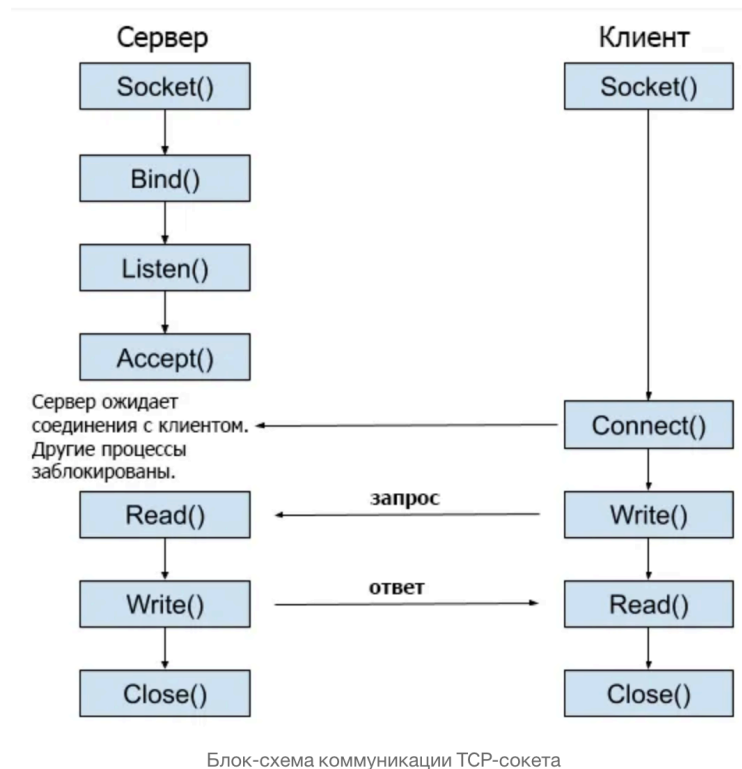 Сервер
Клиент
Socket()
Socket()
Bind()
Listen()
Accept()
Сервер ожидает
соединения с клиентом.
Другие процессы
заблокированы.
Connect()
Read()
запрос
Write()
Write()
ответ
Read()
Close()
Close()
Блок-схема коммуникации TCP-сокета